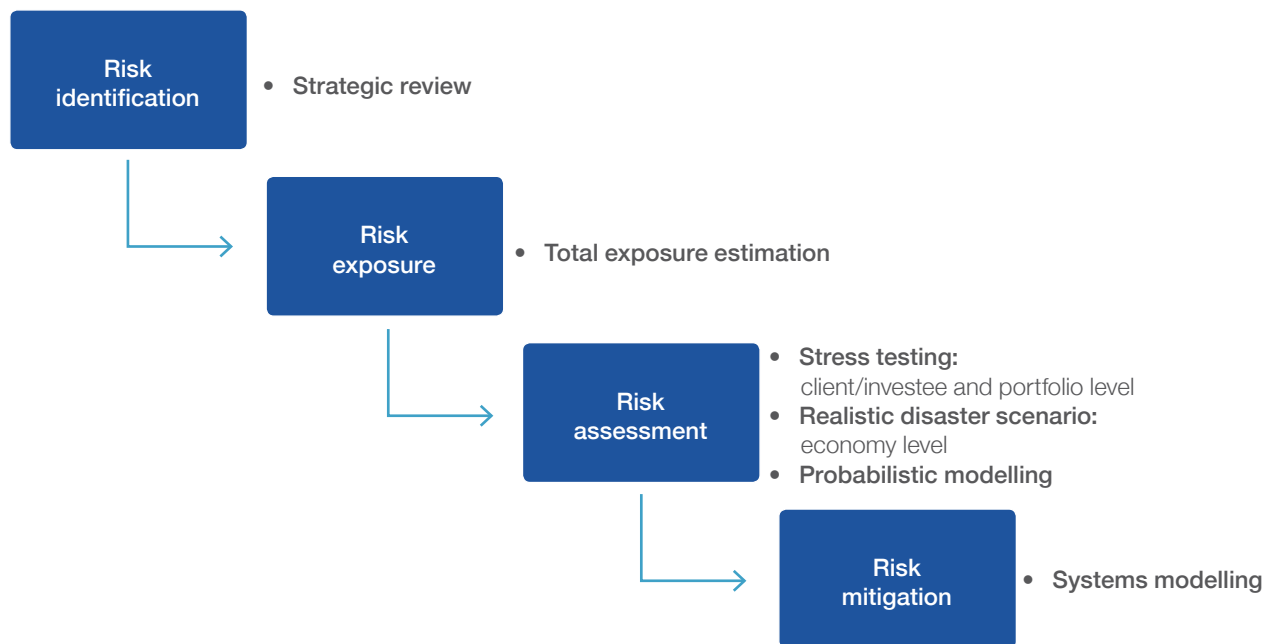 Risk
identification
• Strategic review
Risk
exposure
• Total exposure estimation
Risk
assessment
• Stress testing:
client/investee and portfolio level
• Realistic disaster scenario:
economy level
• Probabilistic modelling
Risk
mitigation
• Systems modelling